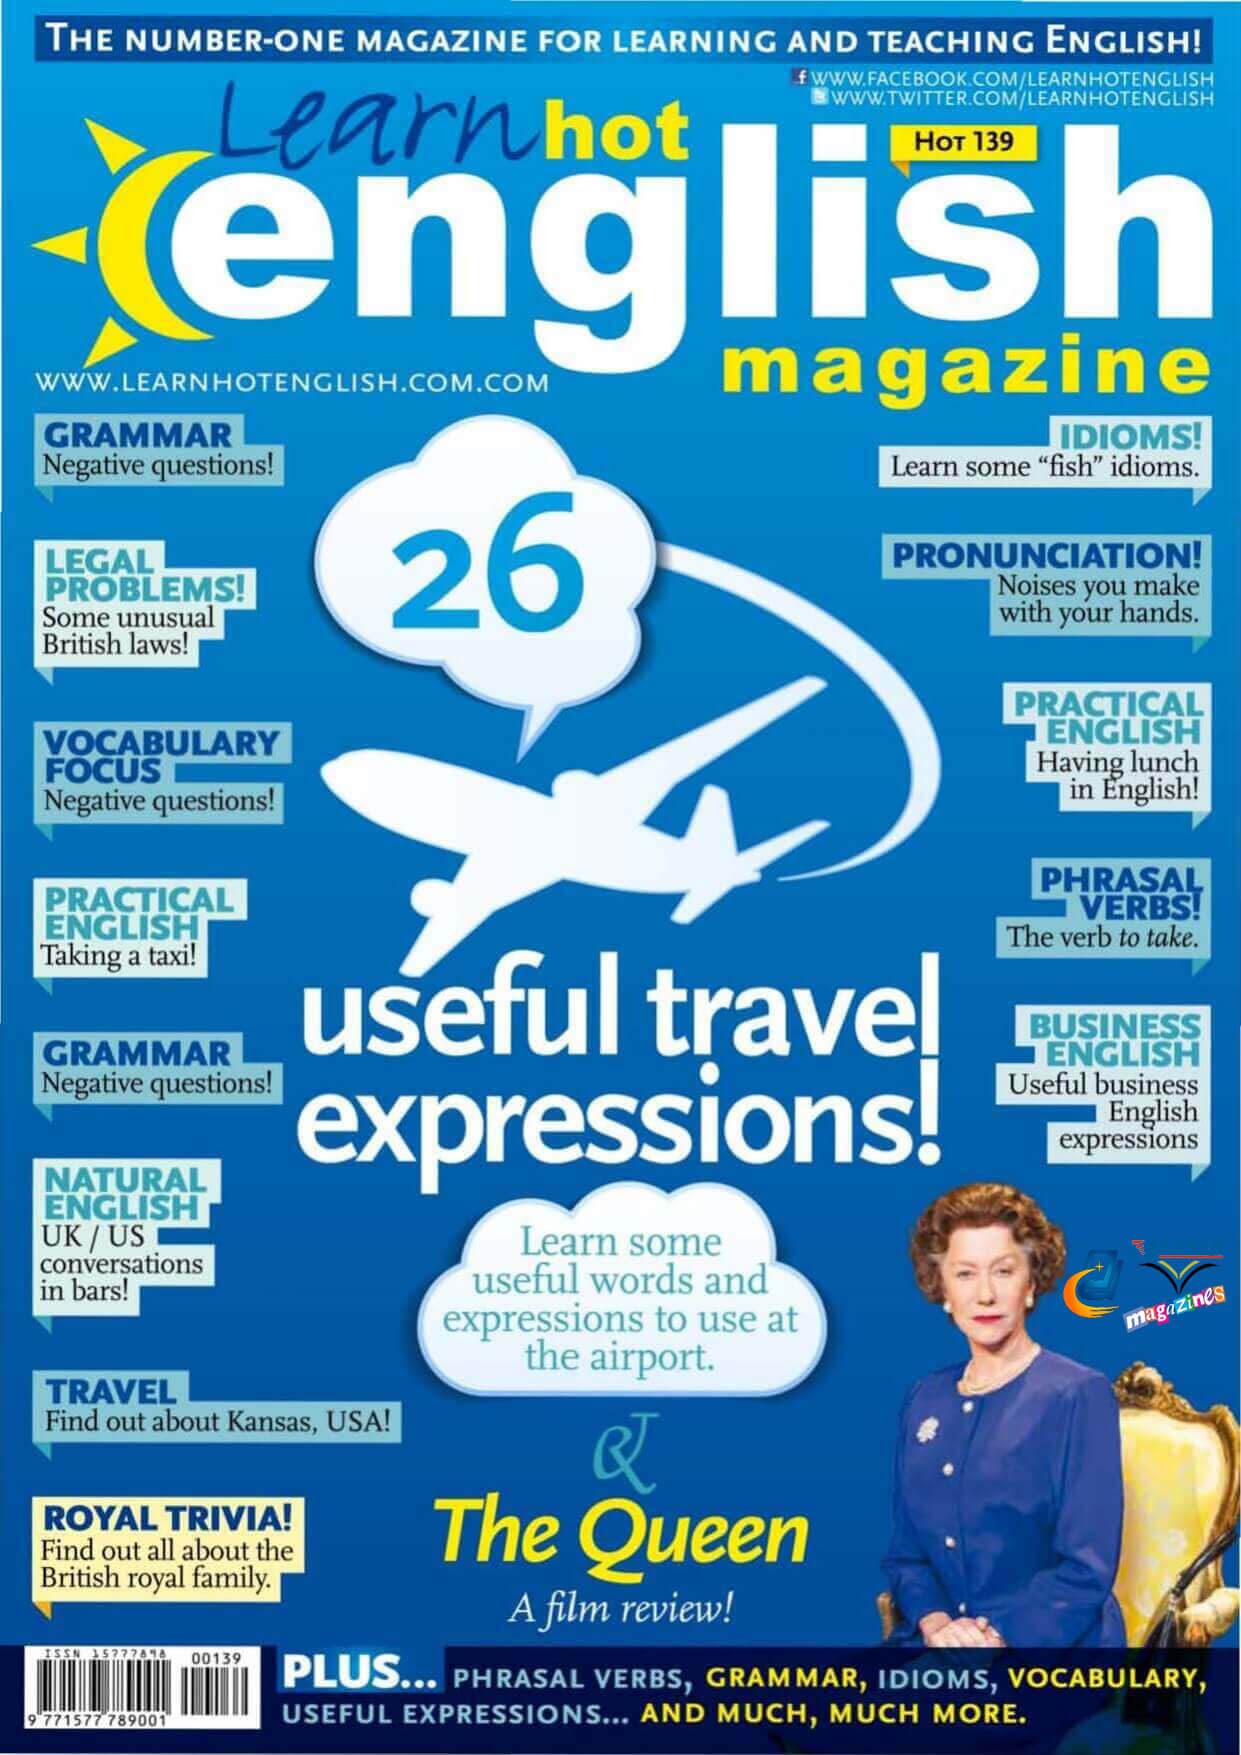 THE NUMBER-ONE MAGAZINE FOR LEARNING AND TEACHING ENGLISH!
f WWW.FACEBOOK.COM/LEARNHOTENGLISH
WWW.TWITTER.COM/LEARNHOTENGLISH
Learn hot
HOT 139
english
magazine
WWW.LEARNHOTENGLISH.COM.COM
GRAMMAR
Negative questions!
LEGAL
PROBLEMS!
Some unusual
British laws!
VOCABULARY
FOCUS
Negative questions!
PRACTICAL
ENGLISH
Taking a taxi!
GRAMMAR
Negative questions!
NATURAL
ENGLISH
UK / US
conversations
in bars!
TRAVEL
Find out about Kansas, USA!
ROYAL TRIVIA!
Find out all about the
British royal family.
26
useful travel
expressions!
Learn some
useful words and
expressions to use at
the airport.
&
The Queen
A film review!
IDIOMS!
Learn some “fish” idioms.
PRONUNCIATION!
Noises you make
with your hands.
PRACTICAL
ENGLISH
Having lunch
in English!
PHRASAL
VERBS!
The verb to take.
BUSINESS
ENGLISH
Useful business
English
expressions
magazines
ISSN 15777898
00139
9 771577 789001
PLUS... PHRASAL VERBS, GRAMMAR, IDIOMS, VOCABULARY,
USEFUL EXPRESSIONS... AND MUCH, MUCH MORE.